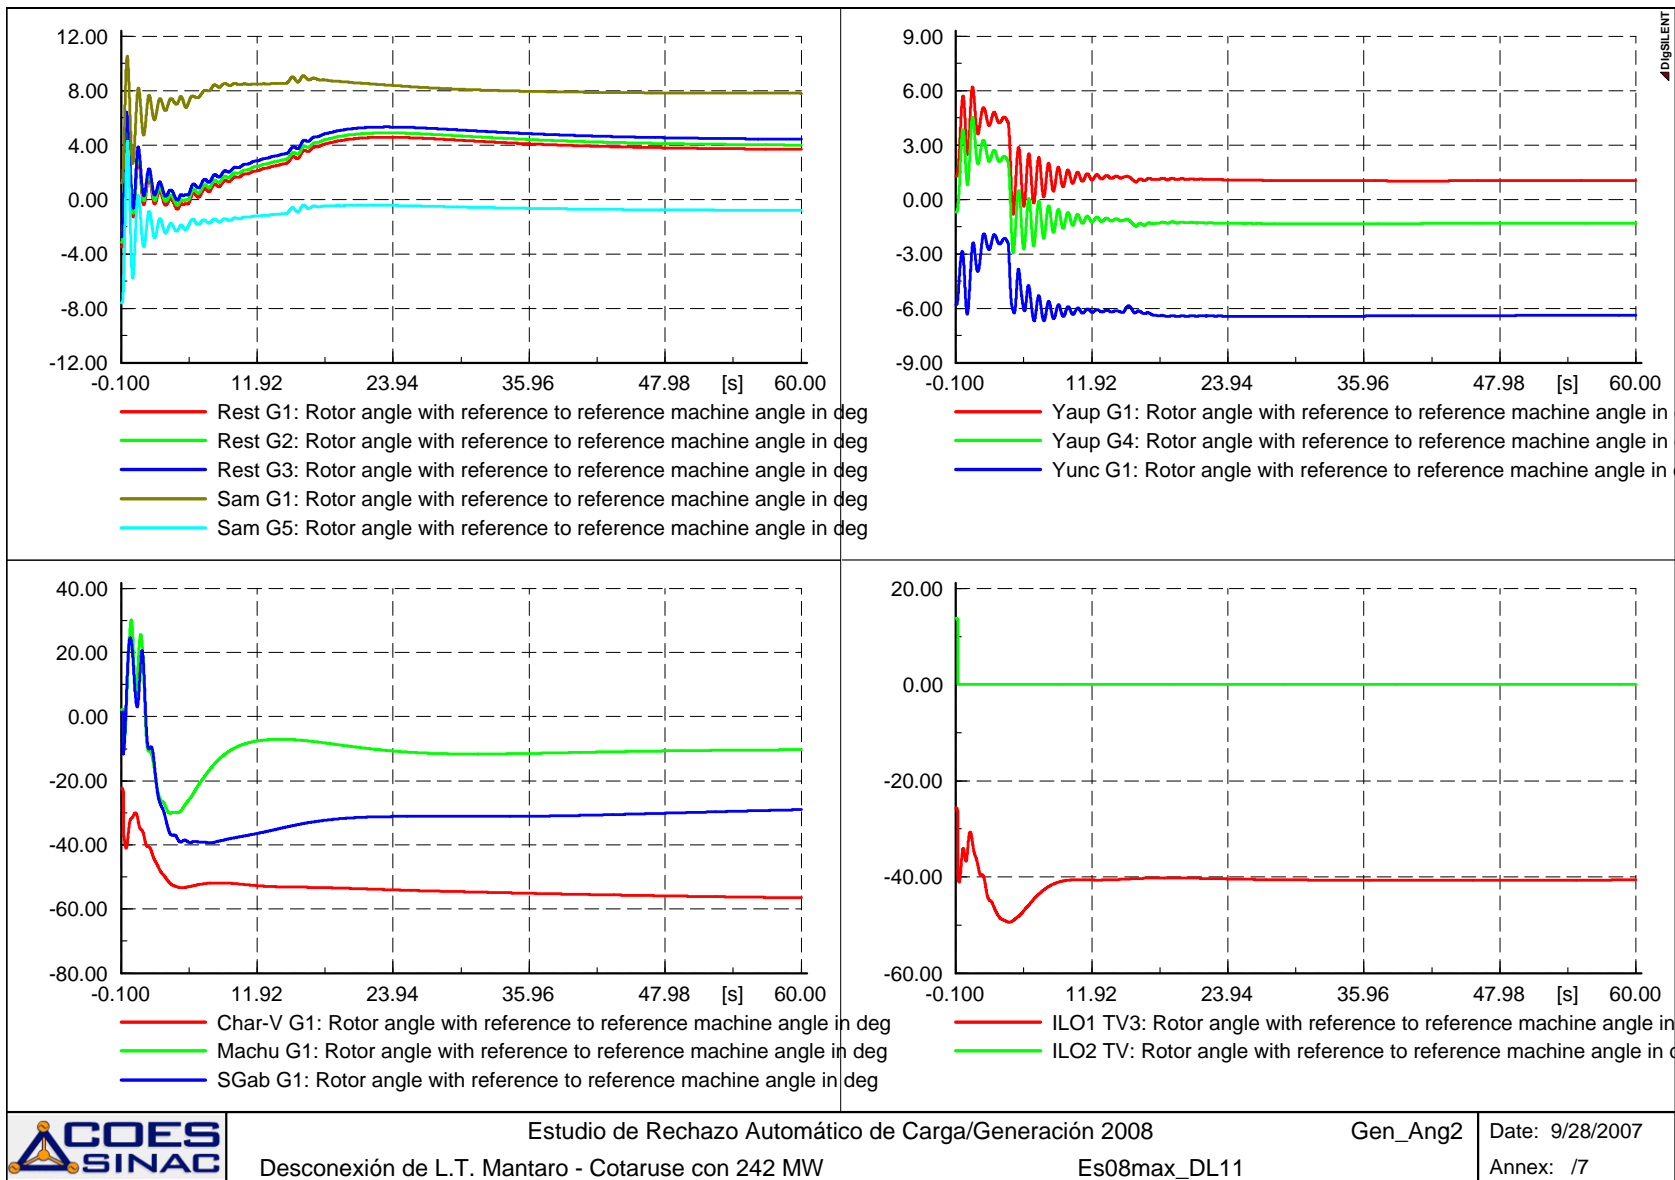 DIgSILENT
12.00
8.00
4.00
0.00
-4.00
-8.00
-12.00
-0.100 11.92 23.94 35.96 47.98 [s] 60.00
Rest G1: Rotor angle with reference to reference machine angle in deg
Rest G2: Rotor angle with reference to reference machine angle in deg
Rest G3: Rotor angle with reference to reference machine angle in deg
Sam G1: Rotor angle with reference to reference machine angle in deg
Sam G5: Rotor angle with reference to reference machine angle in deg
9.00
6.00
3.00
0.00
-3.00
-6.00
-9.00
-0.100 11.92 23.94 35.96 47.98 [s] 60.00
Yaup G1: Rotor angle with reference to reference machine angle in
Yaup G4: Rotor angle with reference to reference machine angle in
Yunc G1: Rotor angle with reference to reference machine angle in
40.00
20.00
0.00
-20.00
-40.00
-60.00
-80.00
-0.100 11.92 23.94 35.96 47.98 [s] 60.00
Char-V G1: Rotor angle with reference to reference machine angle in deg
Machu G1: Rotor angle with reference to reference machine angle in deg
SGab G1: Rotor angle with reference to reference machine angle in deg
20.00
0.00
-20.00
-40.00
-60.00
-0.100 11.92 23.94 35.96 47.98 [s] 60.00
ILO1 TV3: Rotor angle with reference to reference machine angle in
ILO2 TV: Rotor angle with reference to reference machine angle in
COES
SINAC
Estudio de Rechazo Automático de Carga/Generación 2008 Gen_Ang2
Desconexión de L.T. Mantaro - Cotaruse con 242 MW Es08max_DL11
Date: 9/28/2007
Annex: /7